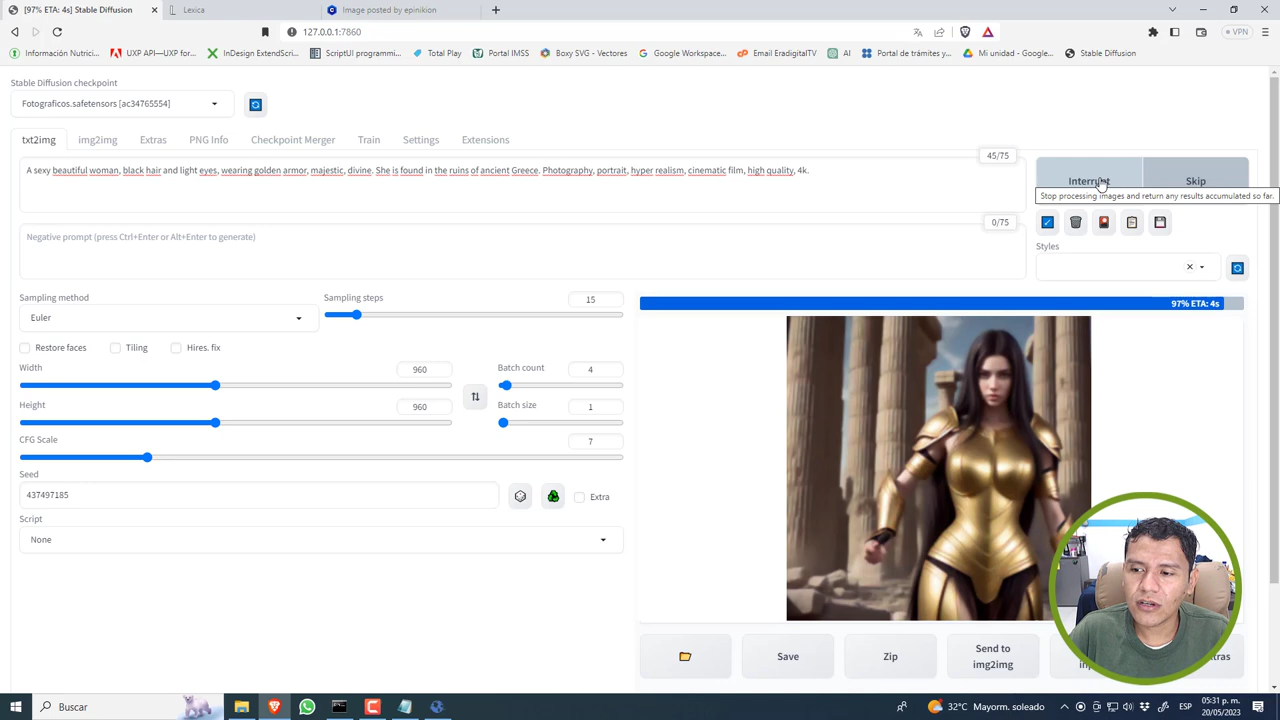 [97% ETA: 4s] Stable Diffusion
Lexica
Image posted by epinikion
127.0.0.1:7860
VPN
Información Nutrici...
UXP API—UXP for...
InDesign ExtendScri...
ScriptUI programmi...
Total Play
Portal IMSS
Boxy SVG - Vectores
Google Workspace...
Email EradigitalTV
AI
Portal de trámites y...
Mi unidad - Google...
Stable Diffusion
Stable Diffusion checkpoint
Fotograficos.safetensors [ac34765554]
txt2img
img2img
Extras
PNG Info
Checkpoint Merger
Train
Settings
Extensions
45/75
A sexy beautiful woman, black hair and light eyes, wearing golden armor, majestic, divine. She is found in the ruins of ancient Greece. Photography, portrait, hyper realism, cinematic film, high quality, 4k.
Interrupt
Skip
Stop processing images and return any results accumulated so far.
0/75
Negative prompt (press Ctrl+Enter or Alt+Enter to generate)
Styles
Sampling method
Euler
Sampling steps
15
97% ETA: 4s
Restore faces
Tiling
Hires. fix
Width
960
Batch count
4
Height
960
Batch size
1
CFG Scale
7
Seed
437497185
Extra
Script
None
Save
Zip
Send to
img2img
Buscar
32°C Mayorm. soleado
ESP
05:31 p. m.
20/05/2023